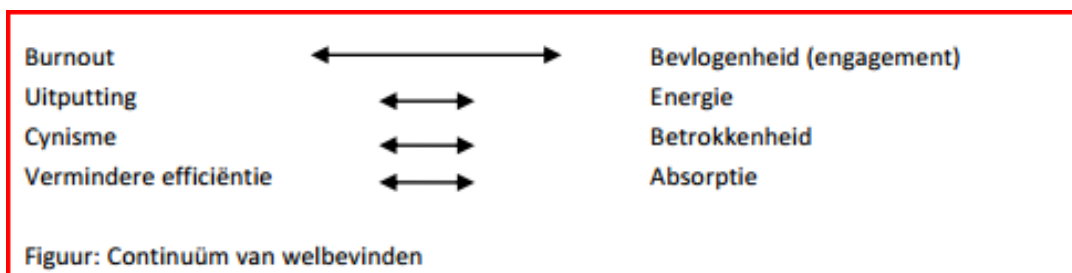 Burnout Bevlogenheid (engagement)
Uitputting Energie
Cynisme Betrokkenheid
Vermindere efficiëntie Absorptie
Figuur: Continuüm van welbevinden